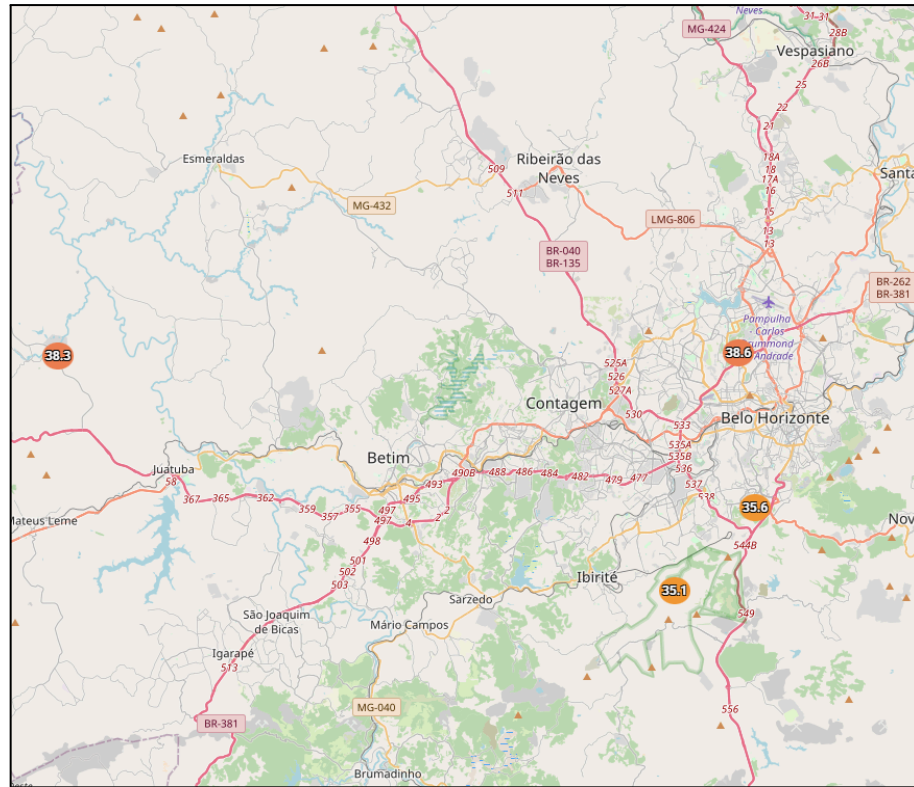 Neves
31
31
28B
MG-424
Vespasiano
26B
25
22
21
Esmeraldas
509
Ribeirão das
Neves
18A
18
17A
16
Santa
511
MG-432
LMG-806
15
13
13
BR-040
BR-135
BR-262
BR-381
Pampulha
- Carlos
rummond
Andrade
38.3
38.6
525A
526
527A
Contagem
530
533
Belo Horizonte
535A
535B
536
Betim
Juatuba
58
490B
488
486
484
482
479
477
493
495
497
537
538
367
365
362
359
357
355
497
4
2
2
35.6
Mateus Leme
Nov
498
544B
501
502
503
Ibirité
35.1
Sarzedo
549
São Joaquim
de Bicas
Mário Campos
Igarapé
513
MG-040
556
BR-381
Brumadinho